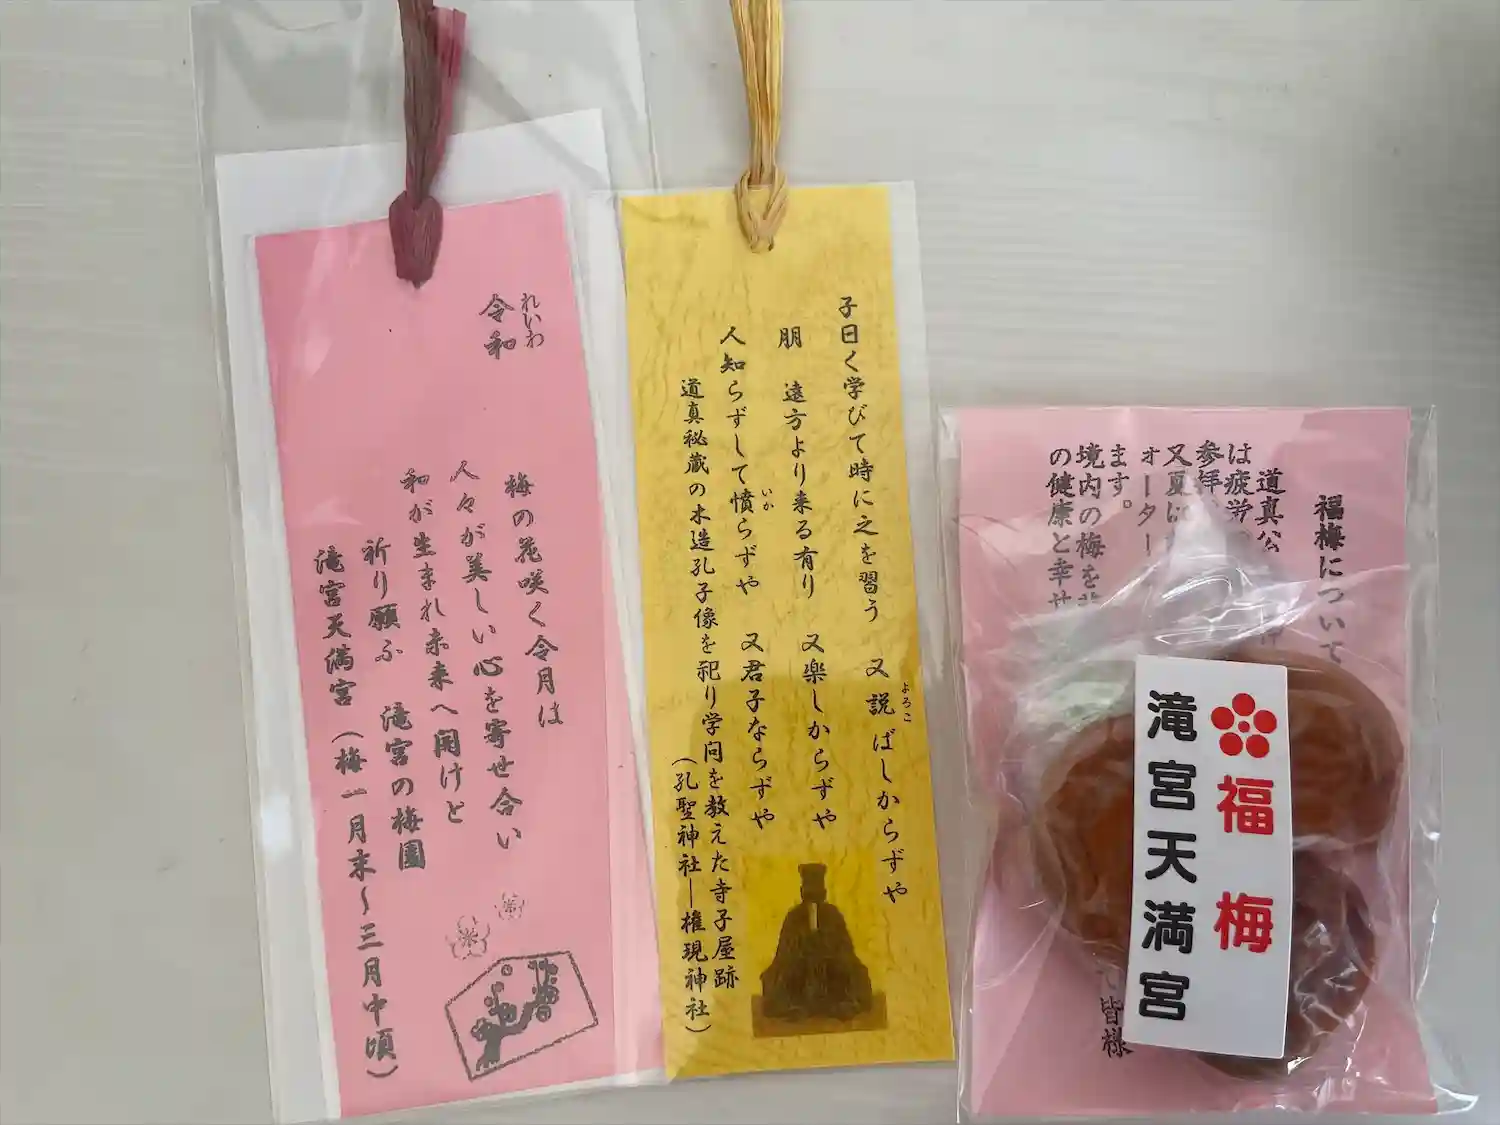 令和
れいわ
梅の花咲く令月は
人々が美しい心を寄せ合い
和が生まれ未来へ開けと
祈り願ふ 滝宮の梅園
滝宮天満宮(梅一月末~三月中頃)
子曰く学びて時に之を習う 又説ばしからずや
よろこ
朋 遠方より来る有り 又楽しからずや
人知らずして憤らずや 又君子ならずや
いか
道真秘蔵の木造孔子像を祀り学问を教えた寺子屋跡
(孔聖神社―権現神社)
福梅について
道真公
は疲労
参拝
又夏に
ォーター
ます。
境内の梅を
の健康と幸せ
て皆様
福梅
滝宮天満宮